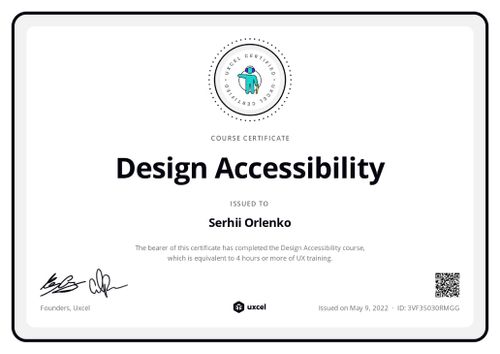 UXCEL CERTIFIED · UXCEL CERTIFIED ·
COURSE CERTIFICATE
Design Accessibility
ISSUED TO
Serhii Orlenko
The bearer of this certificate has completed the Design Accessibility course,
which is equivalent to 4 hours or more of UX training.
Founders, Uxcel
uxcel
Issued on May 9, 2022 · ID: 3VF35030RMGG